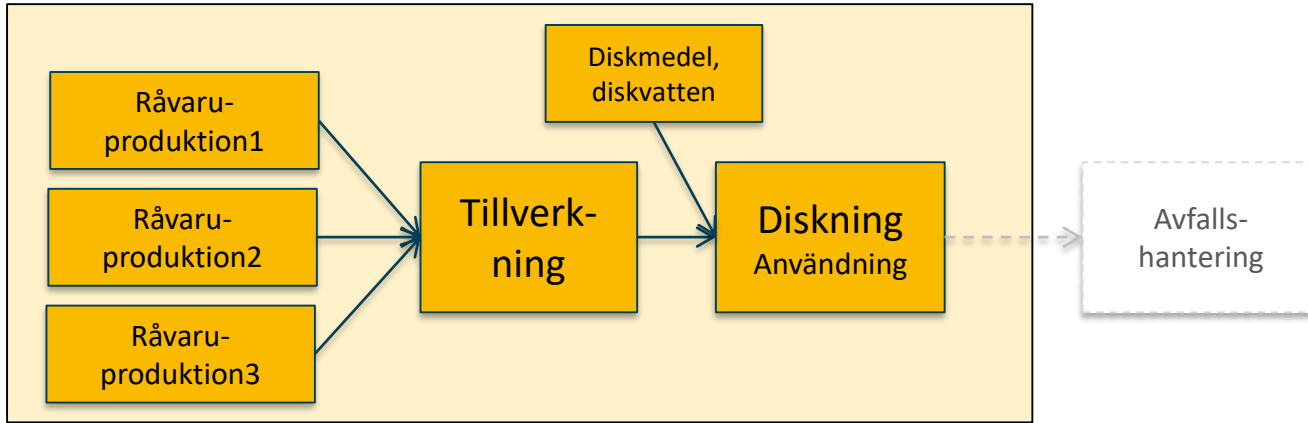 Råvaru-
produktion1
Råvaru-
produktion2
Råvaru-
produktion3
Tillverk-
ning
Diskmedel,
diskvatten
Diskning
Användning
Avfalls-
hantering